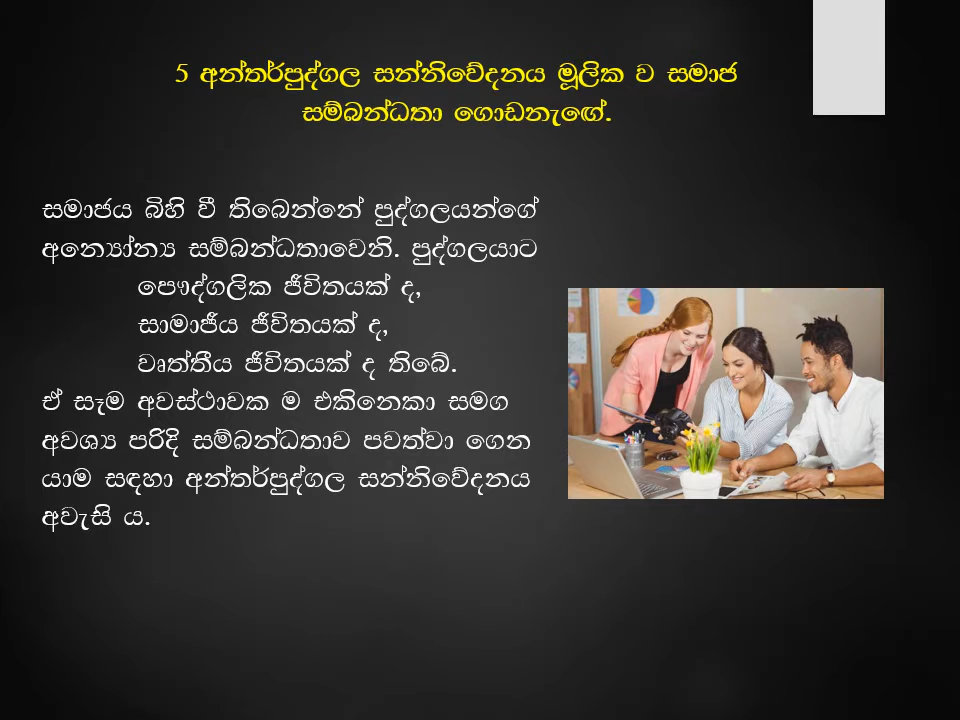 5 අන්තර්පුද්ගල සන්නිවේදනය මූලික ව සමාජ
සම්බන්ධතා ගොඩනැඟේ.
සමාජය බිහි වී තිබෙන්නේ පුද්ගලයන්ගේ
අන්‍යෝන්‍ය සම්බන්ධතාවෙනි. පුද්ගලයාට
පෞද්ගලික ජීවිතයක් ද,
සාමාජීය ජීවිතයක් ද,
වෘත්තීය ජීවිතයක් ද තිබේ.
ඒ සෑම අවස්ථාවක ම එකිනෙකා සමග
අවශ්‍ය පරිදි සම්බන්ධතාව පවත්වා ගෙන
යාම සඳහා අන්තර්පුද්ගල සන්නිවේදනය
අවැසි ය.